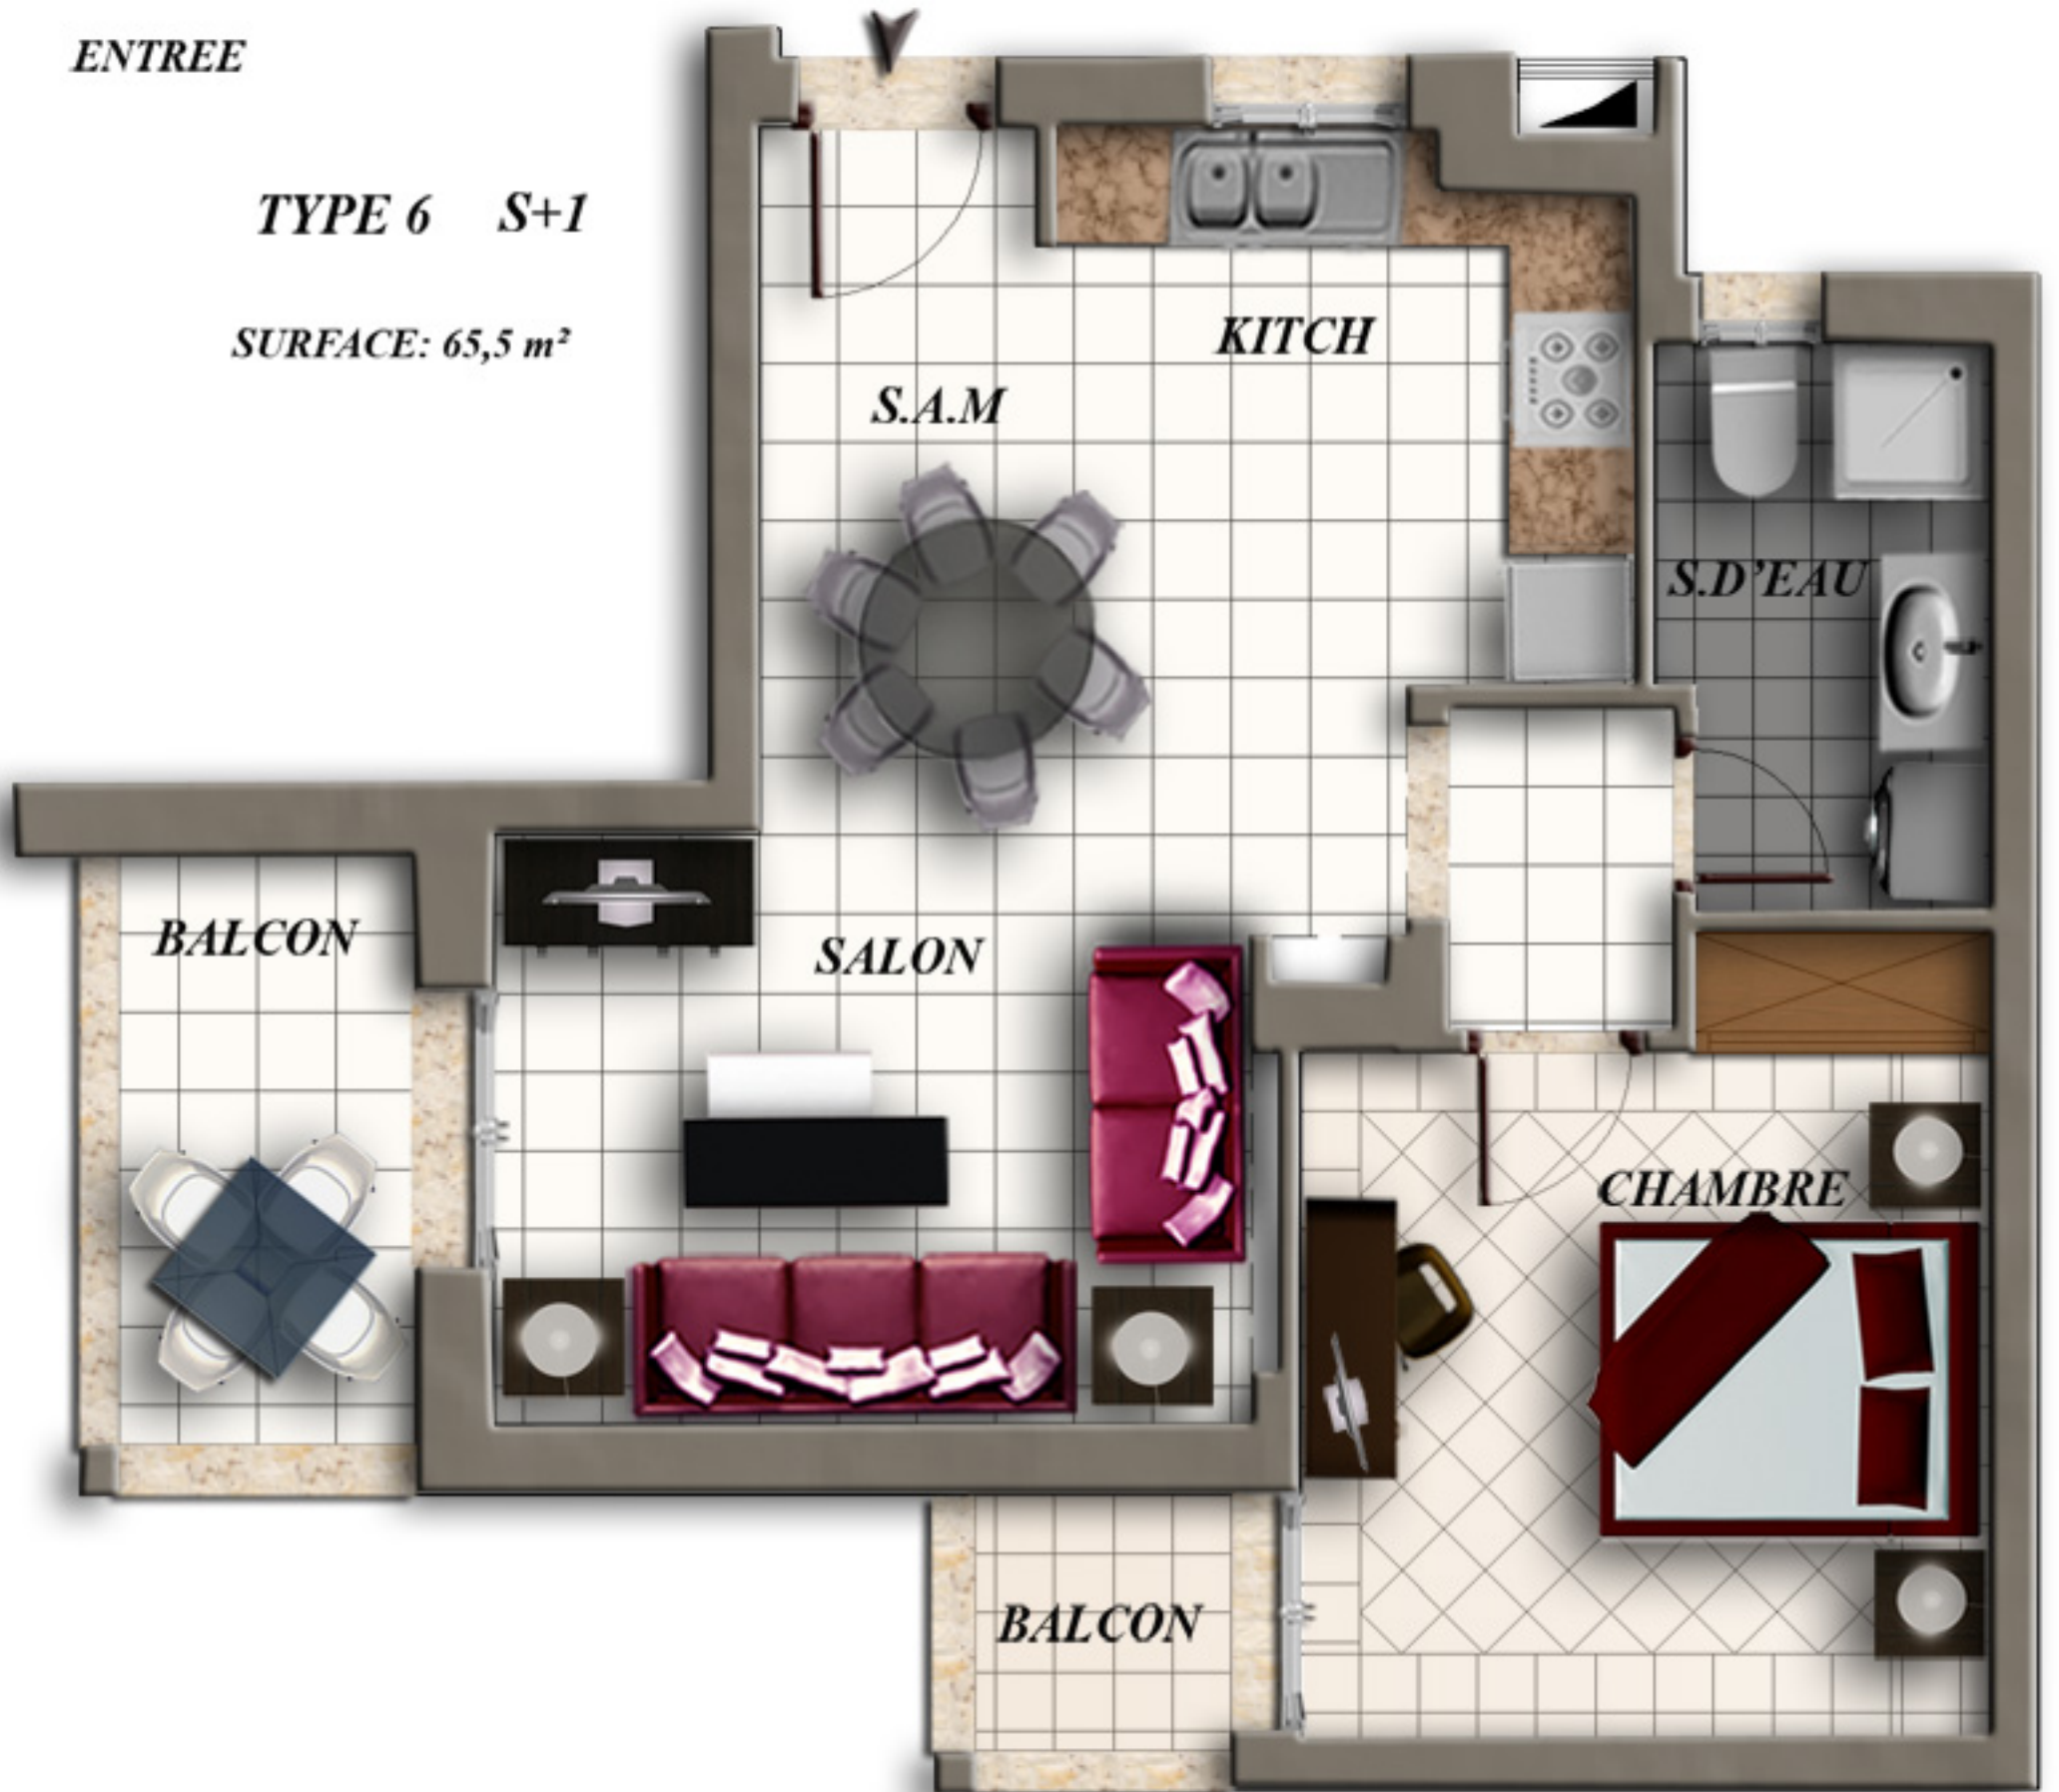 ENTREE
TYPE 6 S+1
SURFACE: 65,5 m²
KITCH
S.A.M
S.D'EAU
BALCON
SALON
CHAMBRE
BALCON